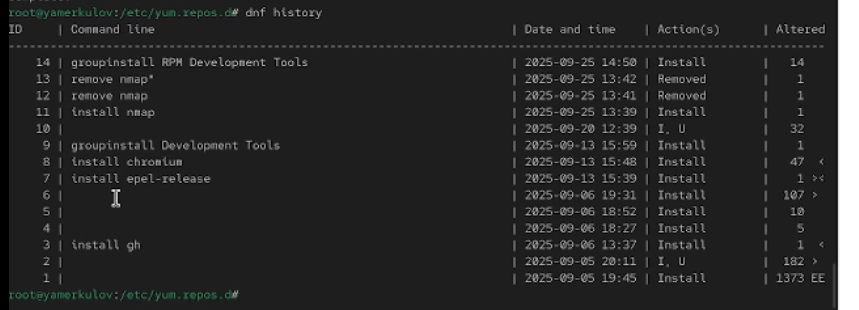 root@yamerkulov:/etc/yum.repos.d# dnf history
ID | Command line | Date and time | Action(s) | Altered
14 | groupinstall RPM Development Tools | 2025-09-25 14:50 | Install | 14
13 | remove nmap* | 2025-09-25 13:42 | Removed | 1
12 | remove nmap | 2025-09-25 13:41 | Removed | 1
11 | install nmap | 2025-09-25 13:39 | Install | 1
10 | | 2025-09-20 12:39 | I, U | 32
9 | groupinstall Development Tools | 2025-09-13 15:59 | Install | 1
8 | install chromium | 2025-09-13 15:48 | Install | 47 <
7 | install epel-release | 2025-09-13 15:39 | Install | 1 ><
6 | | 2025-09-06 19:31 | Install | 107 >
5 | | 2025-09-06 18:52 | Install | 10
4 | | 2025-09-06 18:27 | Install | 5
3 | install gh | 2025-09-06 13:37 | Install | 1 <
2 | | 2025-09-05 20:11 | I, U | 182 >
1 | | 2025-09-05 19:45 | Install | 1373 EE
root@yamerkulov:/etc/yum.repos.d#